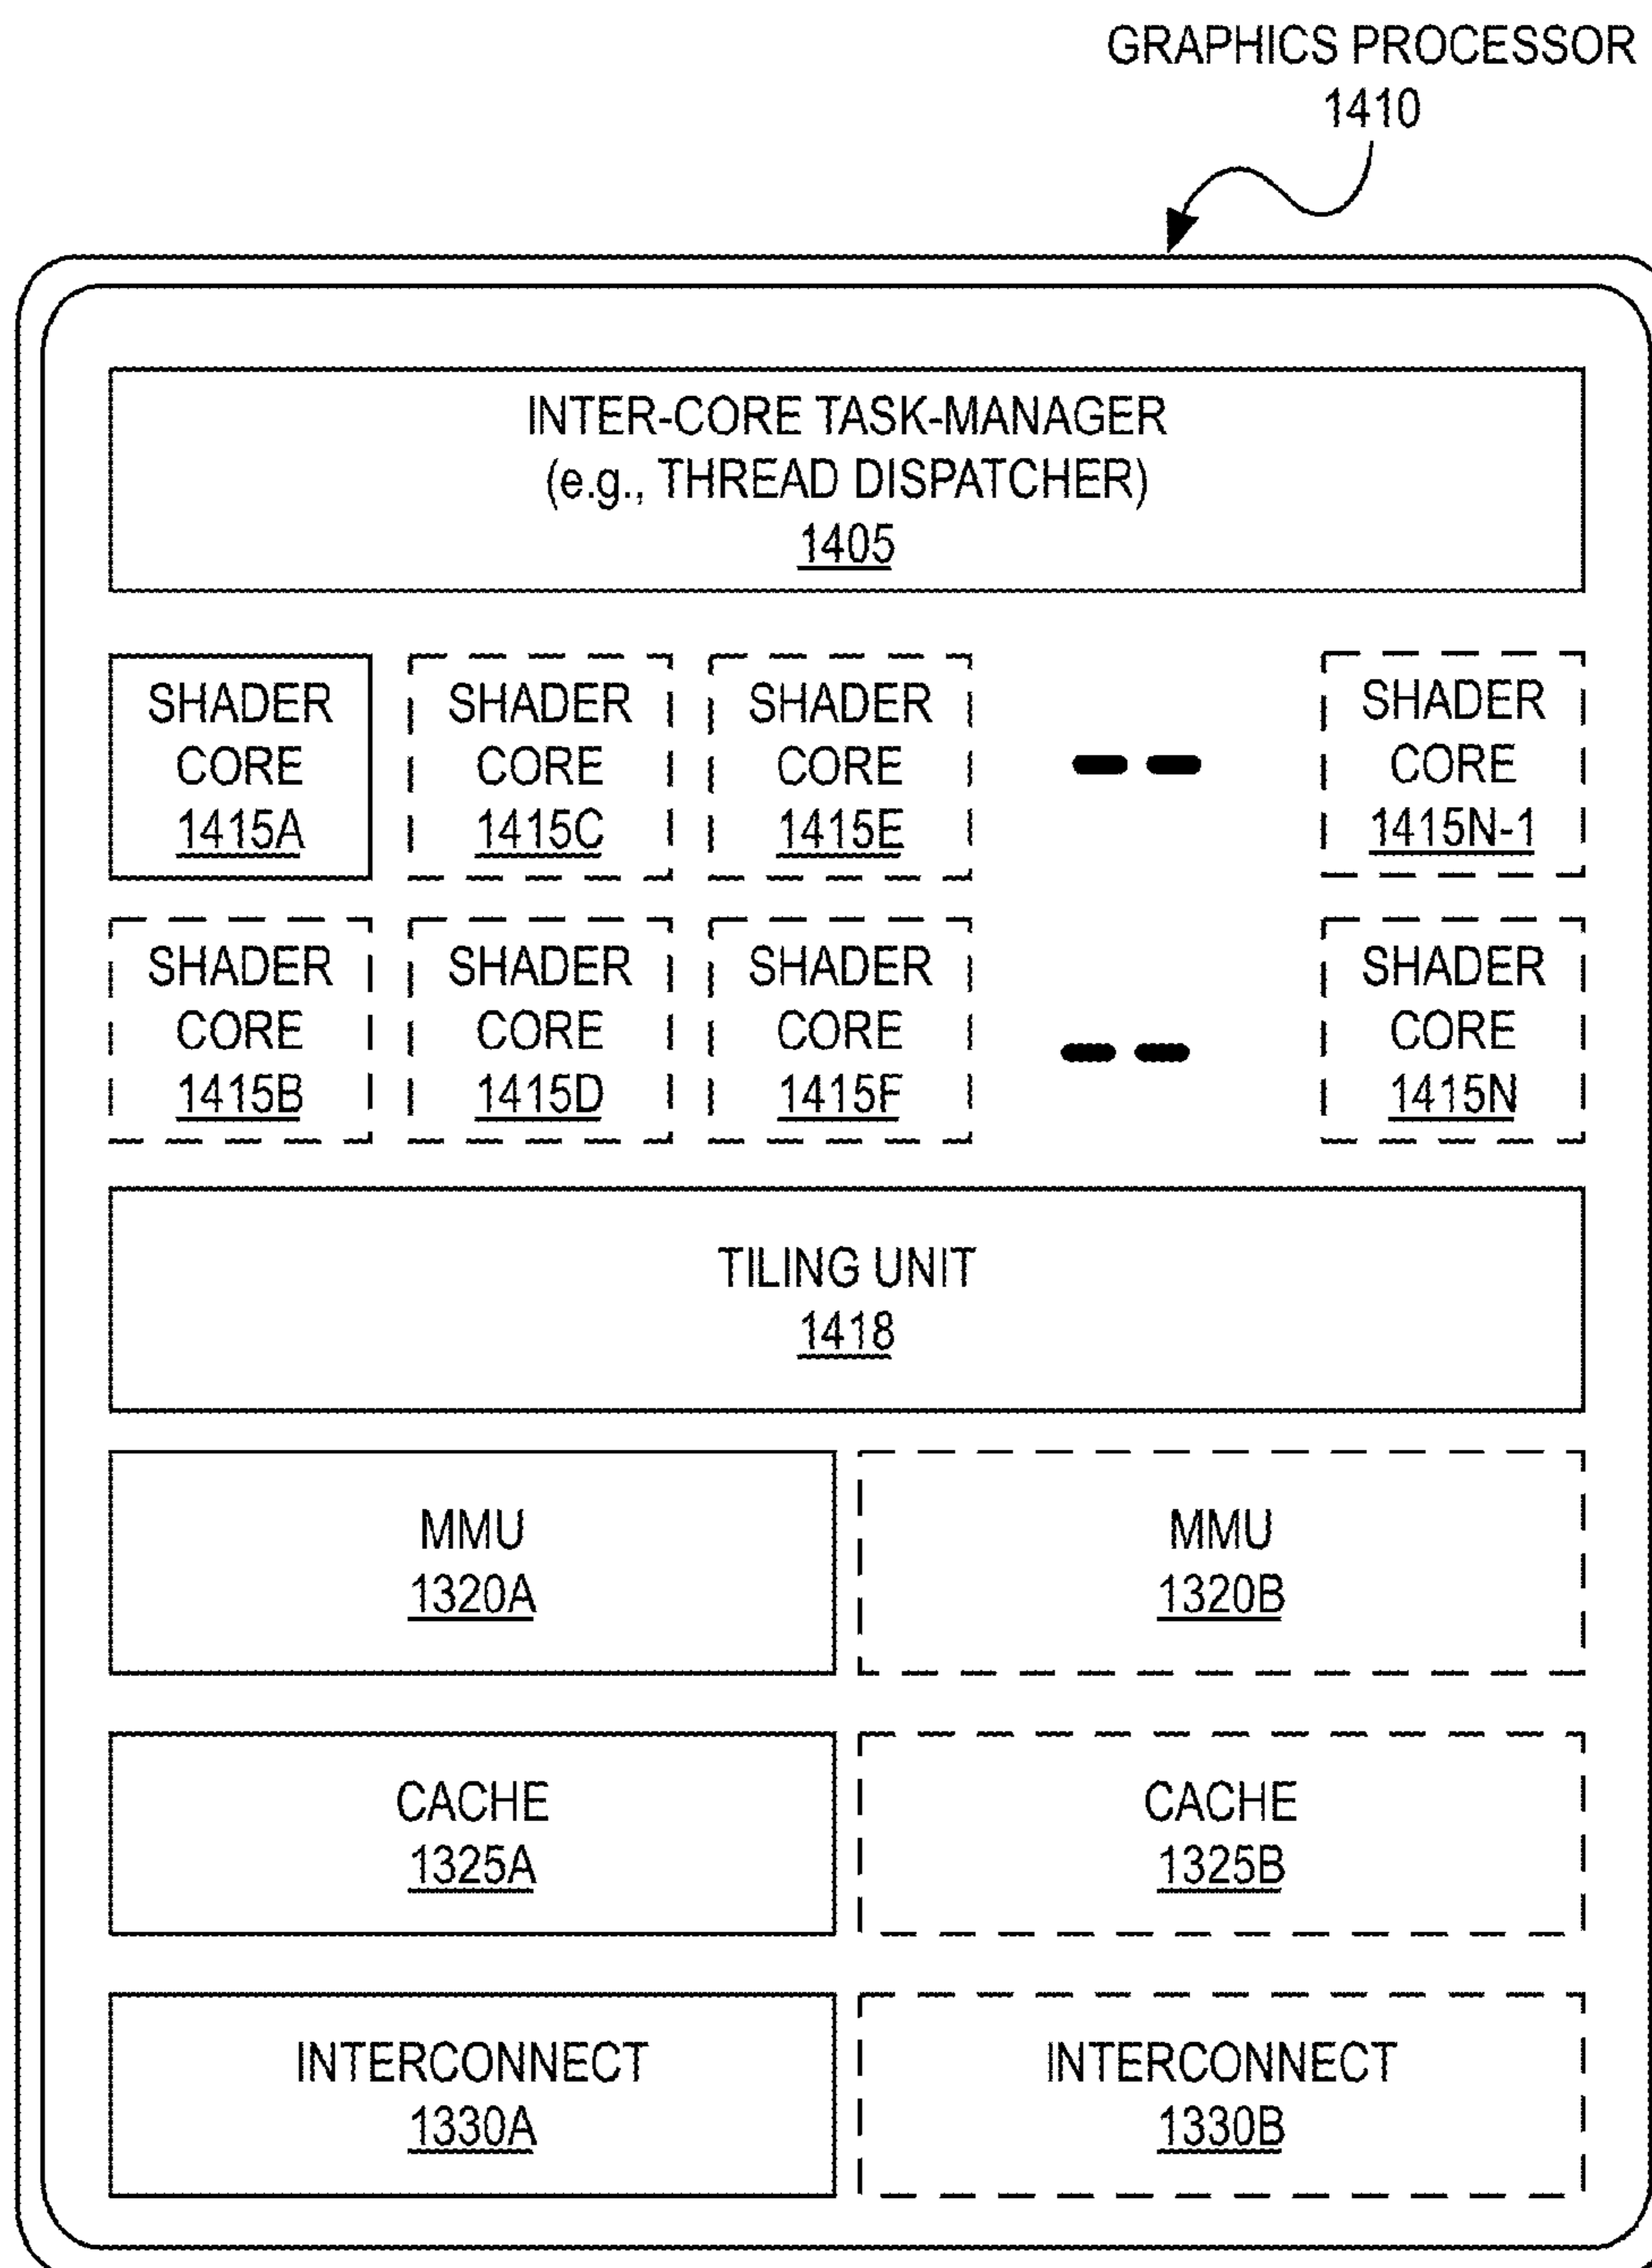 GRAPHICS PROCESSOR
1410
INTER-CORE TASK-MANAGER
(e.g., THREAD DISPATCHER)
1405
SHADER
CORE
1415A
SHADER
CORE
1415C
SHADER
CORE
1415E
SHADER
CORE
1415N-1
SHADER
CORE
1415B
SHADER
CORE
1415D
SHADER
CORE
1415F
SHADER
CORE
1415N
TILING UNIT
1418
MMU
1320A
MMU
1320B
CACHE
1325A
CACHE
1325B
INTERCONNECT
1330A
INTERCONNECT
1330B